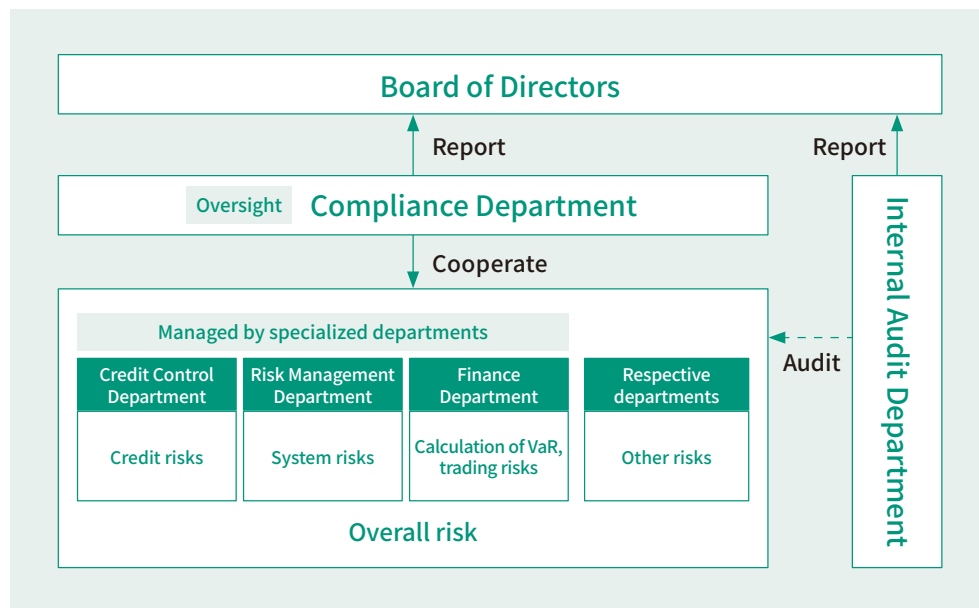 Board of Directors
Report
Report
Oversight
Compliance Department
Cooperate
Internal Audit Department
Audit
Managed by specialized departments
Credit Control
Department
Risk Management
Department
Finance
Department
Respective
departments
Credit risks
System risks
Calculation of VaR,
trading risks
Other risks
Overall risk